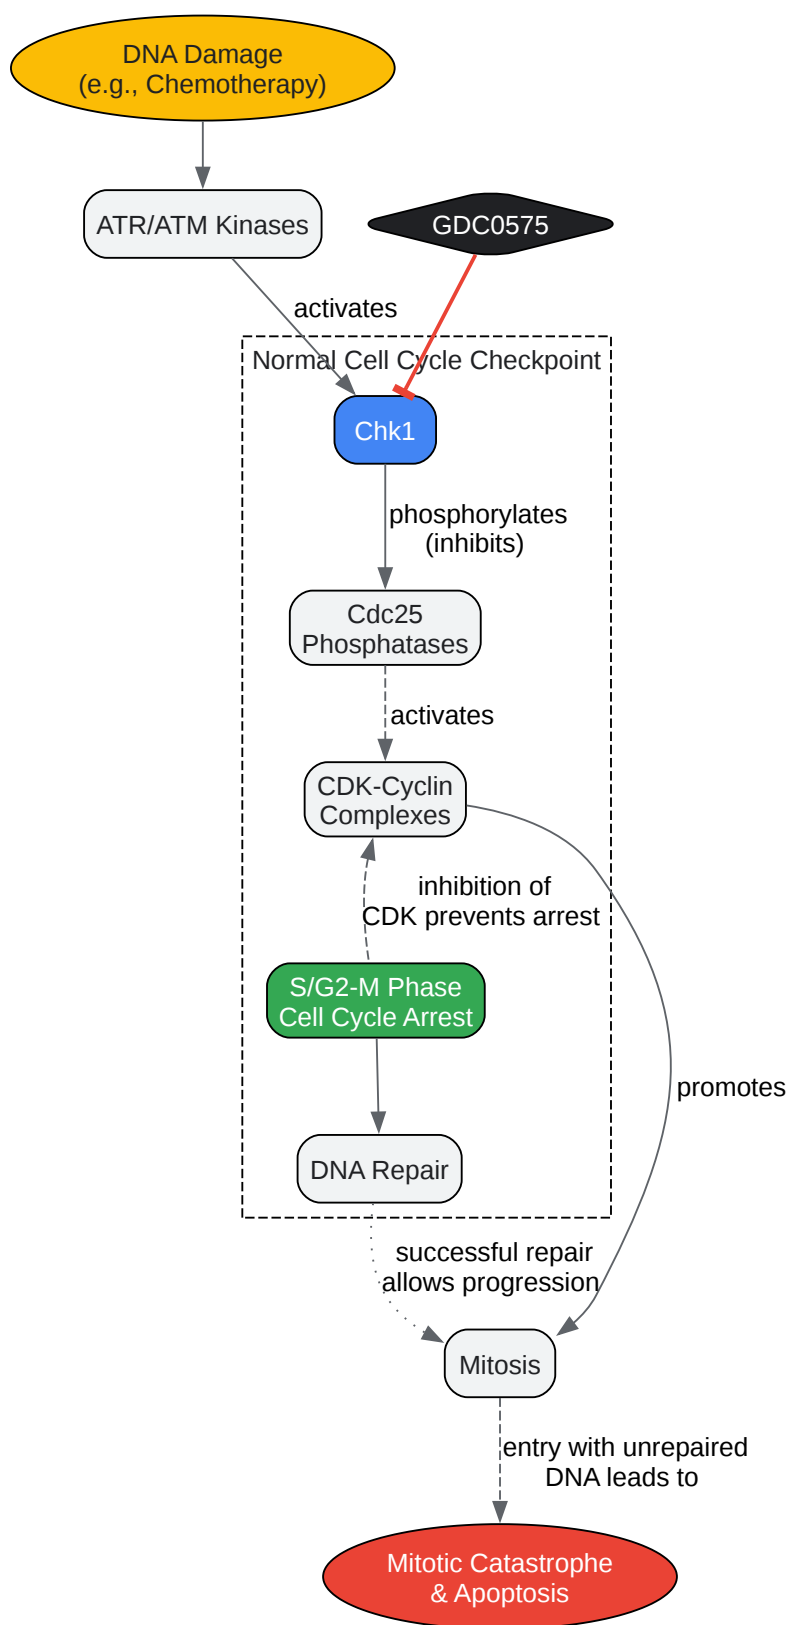 DNA Damage
(e.g., Chemotherapy)
ATR/ATM Kinases
GDC0575
activates
Normal Cell Cycle Checkpoint
Chk1
phosphorylates
(inhibits)
Cdc25
Phosphatases
activates
CDK-Cyclin
Complexes
inhibition of
CDK prevents arrest
S/G2-M Phase
Cell Cycle Arrest
promotes
DNA Repair
successful repair
allows progression
Mitosis
entry with unrepaired
DNA leads to
Mitotic Catastrophe
& Apoptosis